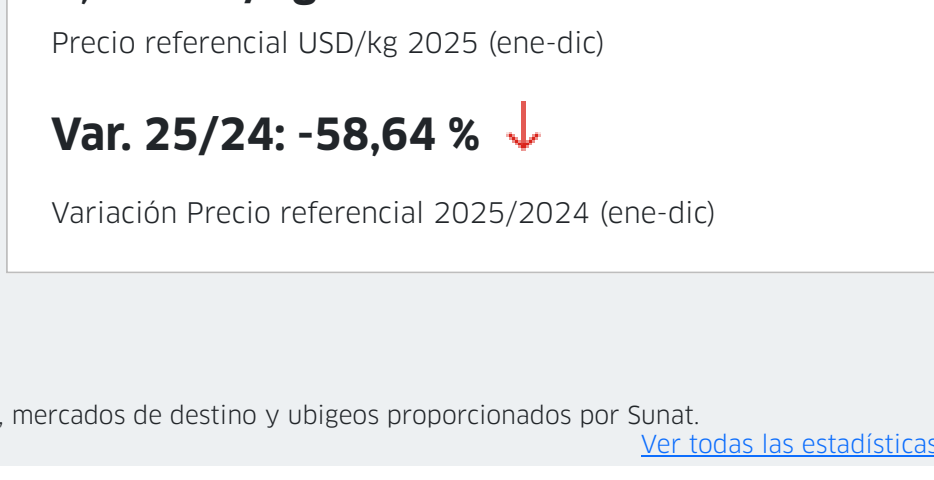 Precio referencial USD/kg 2025 (ene-dic)
Var. 25/24: -58,64 %
Variación Precio referencial 2025/2024 (ene-dic)
, mercados de destino y ubigeos proporcionados por Sunat.
Ver todas las estadísticas